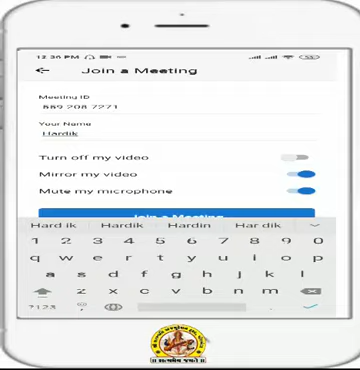 12:36 PM
Join a Meeting
Meeting ID
889 208 7271
Your Name
Hardik
Turn off my video
Mirror my video
Mute my microphone
Join a Meeting
Hard ik Hardik Hardin Har dik
1 2 3 4 5 6 7 8 9 0
q w e r t y u i o p
a s d f g h j k l
z x c v b n m
?123 , .